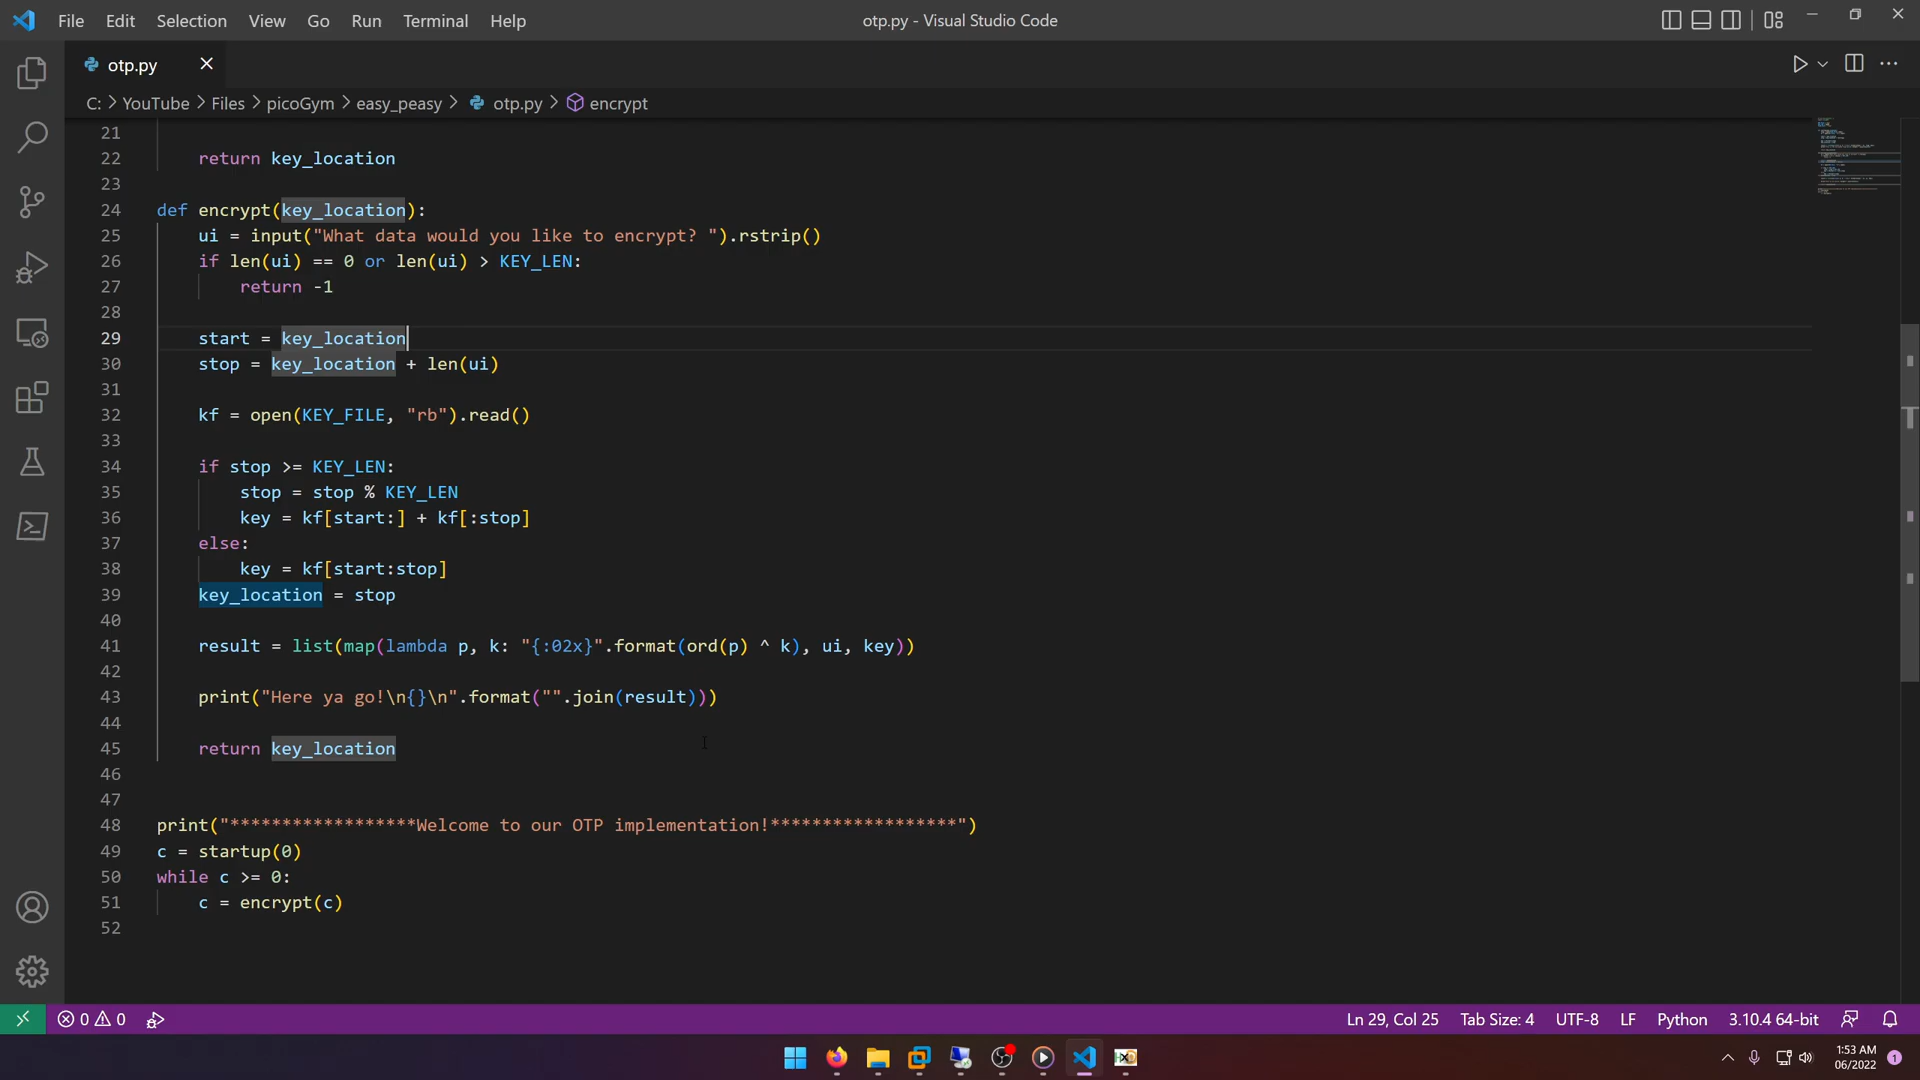 File Edit Selection View Go Run Terminal Help
otp.py - Visual Studio Code
otp.py
C: > YouTube > Files > picoGym > easy_peasy > otp.py > encrypt
21
22 return key_location
23
24 def encrypt(key_location):
25 ui = input("What data would you like to encrypt? ").rstrip()
26 if len(ui) == 0 or len(ui) > KEY_LEN:
27 return -1
28
29 start = key_location
30 stop = key_location + len(ui)
31
32 kf = open(KEY_FILE, "rb").read()
33
34 if stop >= KEY_LEN:
35 stop = stop % KEY_LEN
36 key = kf[start:] + kf[:stop]
37 else:
38 key = kf[start:stop]
39 key_location = stop
40
41 result = list(map(lambda p, k: "{:02x}".format(ord(p) ^ k), ui, key))
42
43 print("Here ya go!\n{}\n".format("".join(result)))
44
45 return key_location
46
47
48 print("******************Welcome to our OTP implementation!******************")
49 c = startup(0)
50 while c >= 0:
51 c = encrypt(c)
52
0 0 Ln 29, Col 25 Tab Size: 4 UTF-8 LF Python 3.10.4 64-bit
1:53 AM
06/2022
1